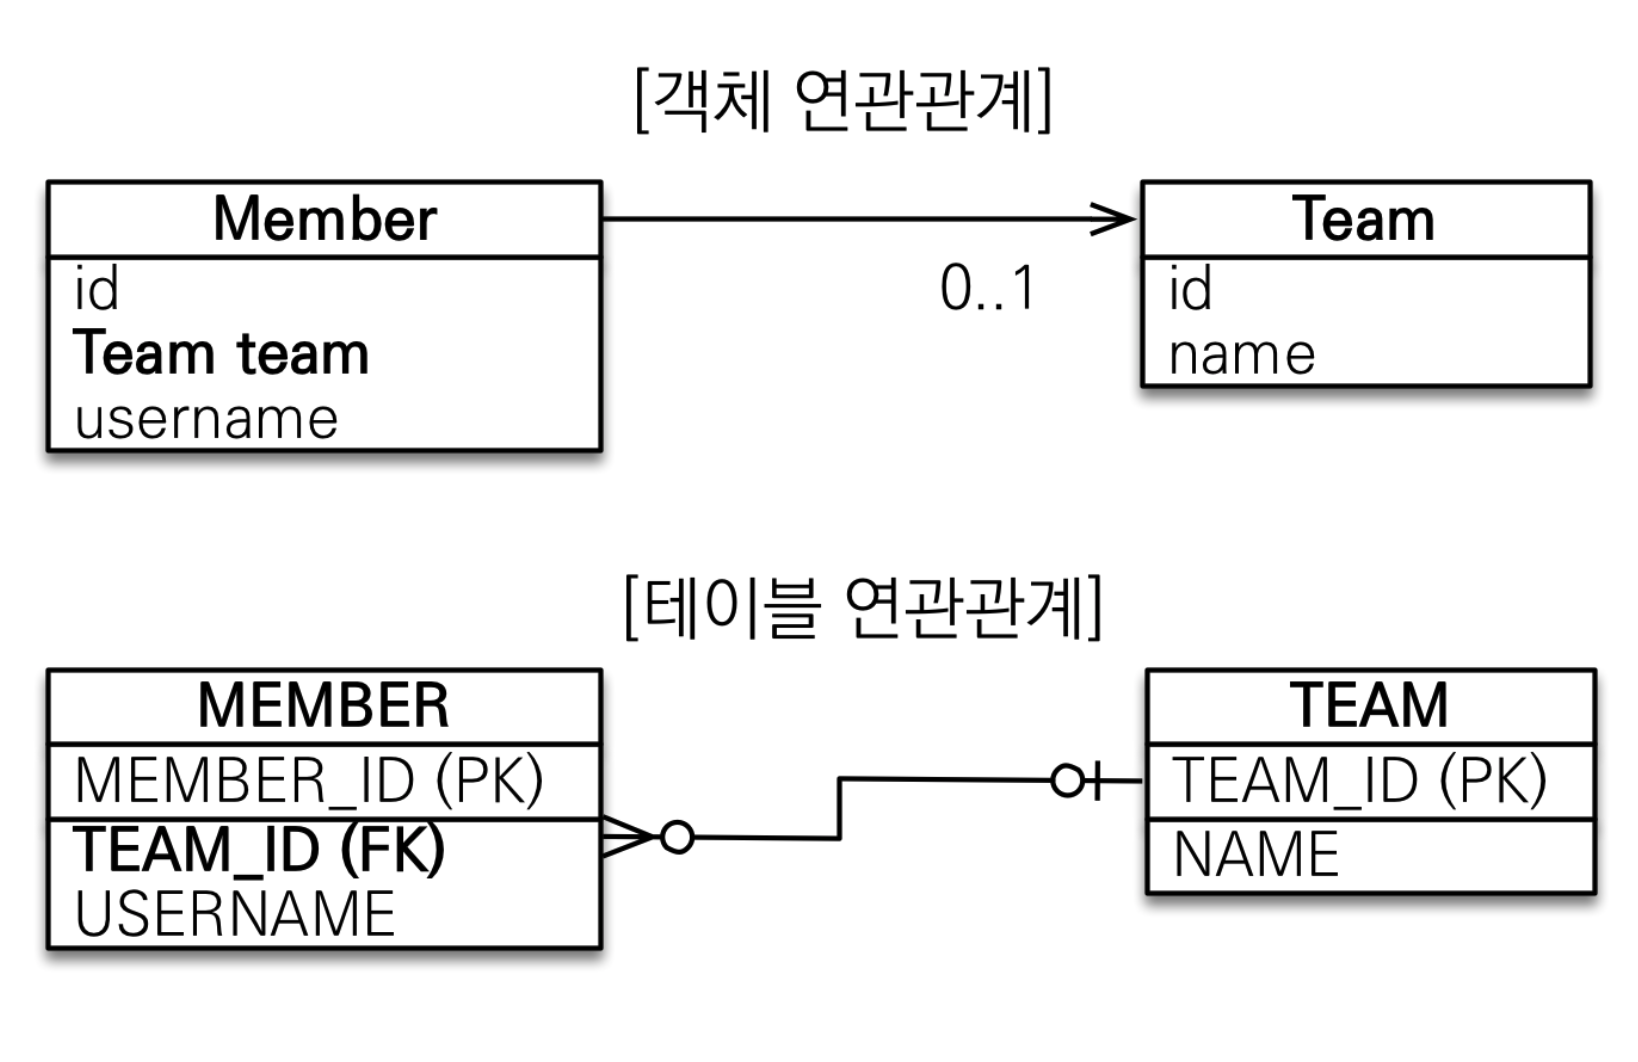 [객체 연관관계]
Member
id
Team team
username
0..1
Team
id
name
[테이블 연관관계]
MEMBER
MEMBER_ID (PK)
TEAM_ID (FK)
USERNAME
TEAM
TEAM_ID (PK)
NAME